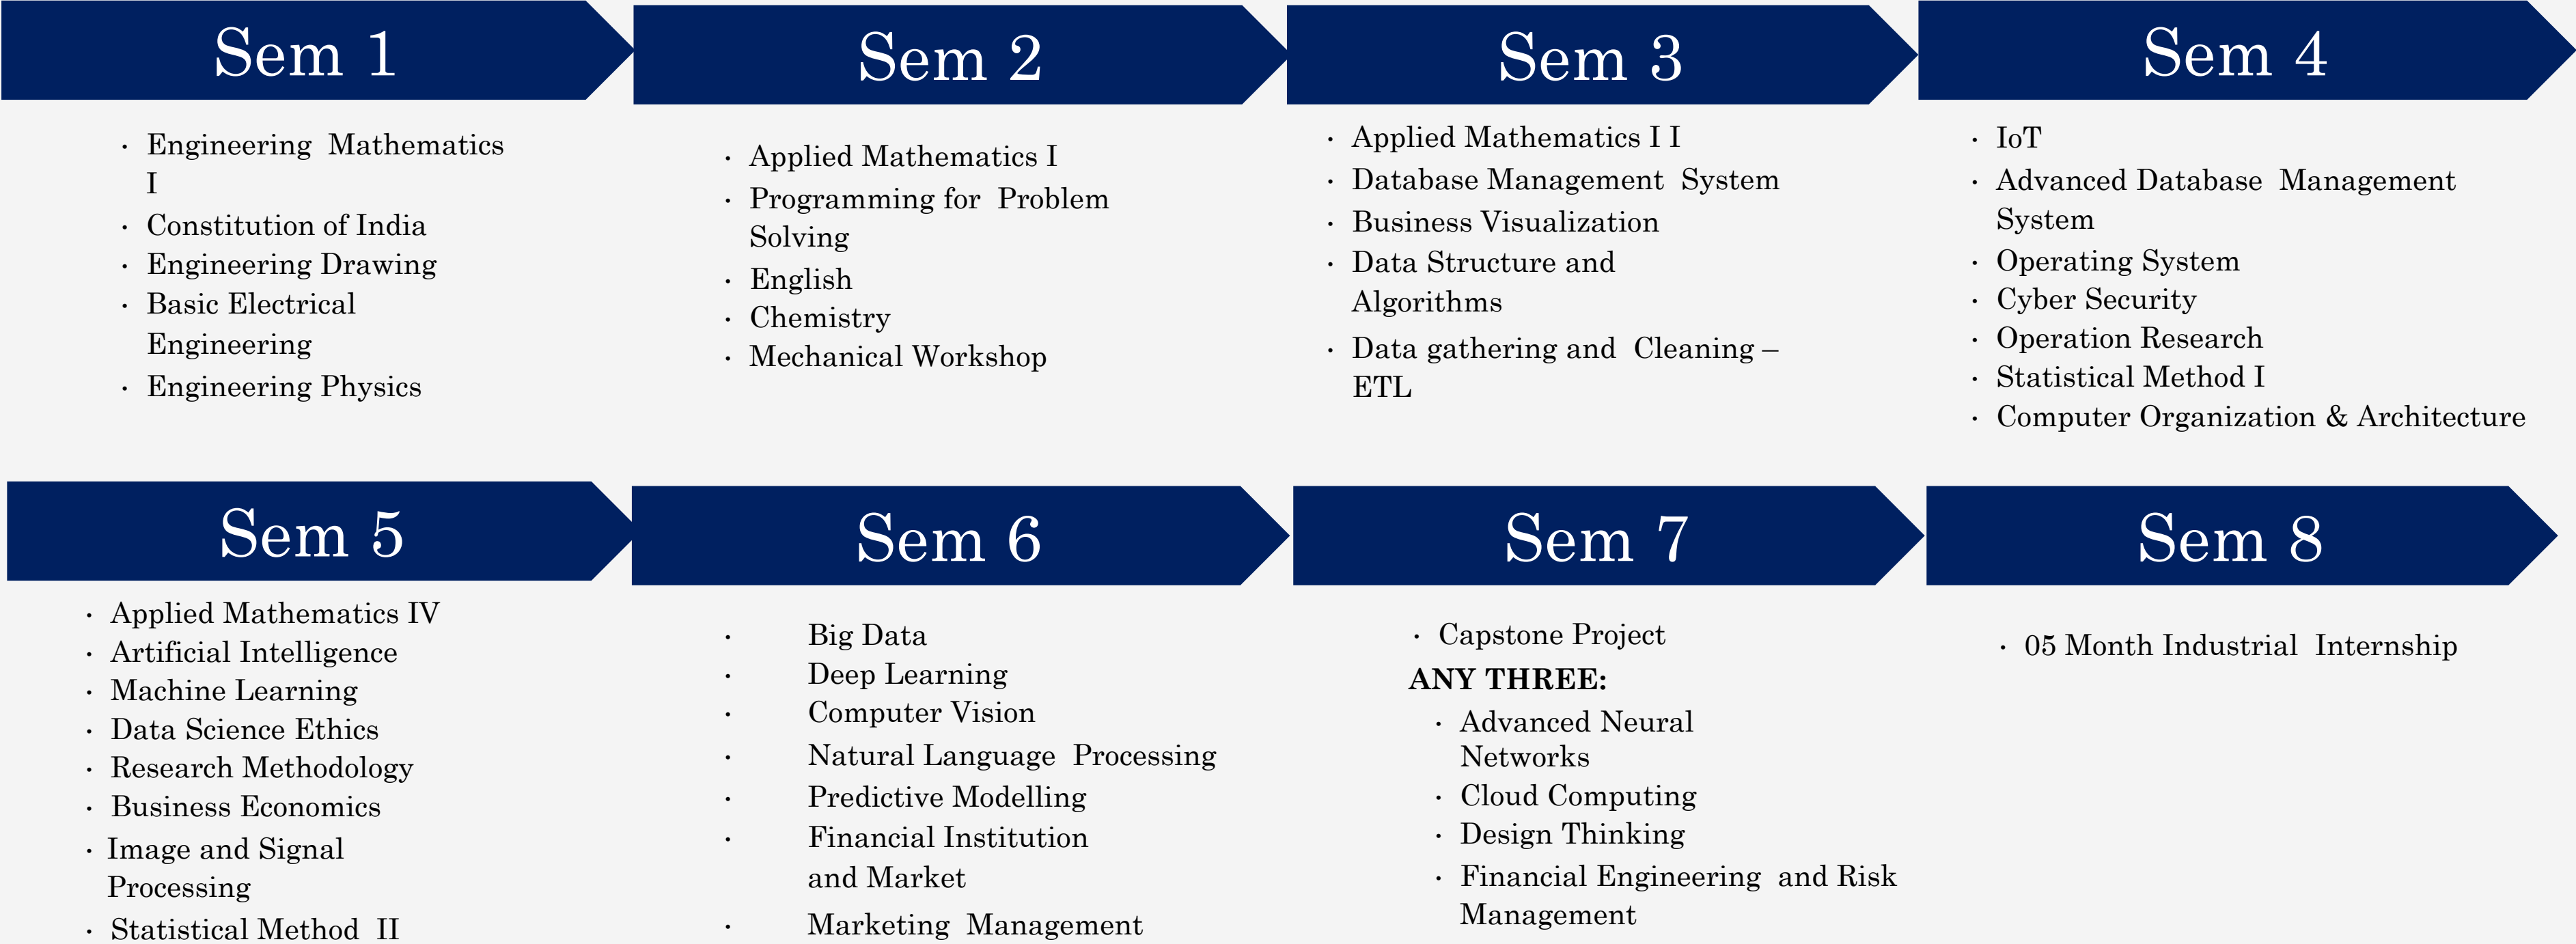 Sem 1
· Engineering Mathematics
I
· Constitution of India
· Engineering Drawing
· Basic Electrical
Engineering
· Engineering Physics
Sem 2
· Applied Mathematics I
· Programming for Problem
Solving
· English
· Chemistry
· Mechanical Workshop
Sem 3
· Applied Mathematics I I
· Database Management System
· Business Visualization
· Data Structure and
Algorithms
· Data gathering and Cleaning –
ETL
Sem 4
· IoT
· Advanced Database Management
System
· Operating System
· Cyber Security
· Operation Research
· Statistical Method I
· Computer Organization & Architecture
Sem 5
· Applied Mathematics IV
· Artificial Intelligence
· Machine Learning
· Data Science Ethics
· Research Methodology
· Business Economics
· Image and Signal
Processing
· Statistical Method II
Sem 6
· Big Data
· Deep Learning
· Computer Vision
· Natural Language Processing
· Predictive Modelling
· Financial Institution
and Market
· Marketing Management
Sem 7
· Capstone Project
ANY THREE:
· Advanced Neural
Networks
· Cloud Computing
· Design Thinking
· Financial Engineering and Risk
Management
Sem 8
· 05 Month Industrial Internship